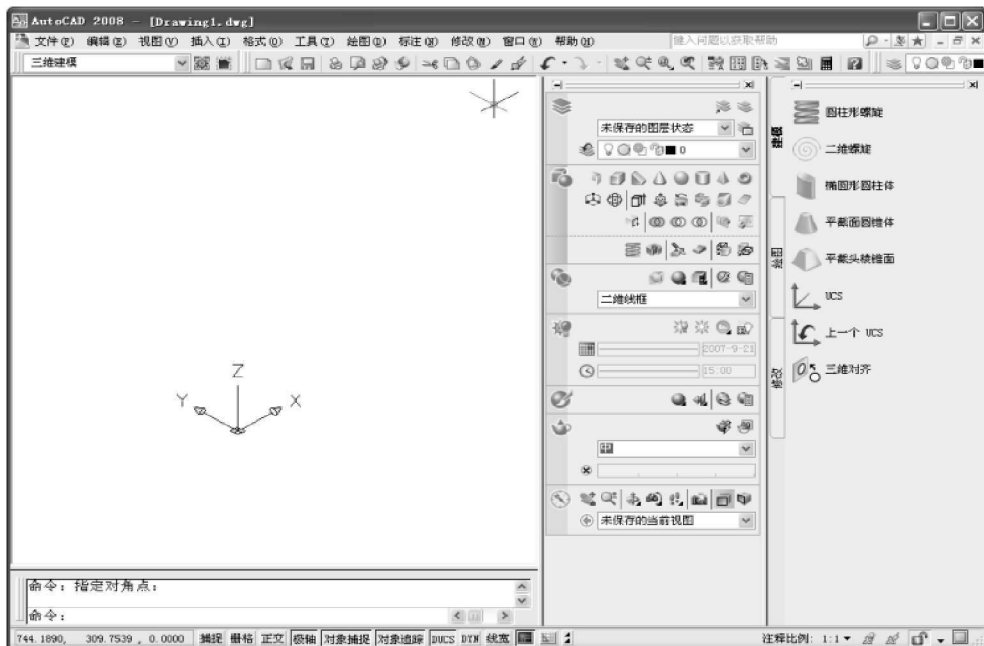 AutoCAD 2008 - [Drawing1.dwg]
文件(F) 编辑(E) 视图(V) 插入(I) 格式(O) 工具(T) 绘图(D) 标注(N) 修改(M) 窗口(W) 帮助(H) 键入问题以获取帮助
三维建模
未保存的图层状态
0
二维线框
2007-9-21
15:00
未保存的当前视图
建模
绘图
修改
圆柱形螺旋
二维螺旋
椭圆形圆柱体
平截面圆锥体
平截头棱锥面
UCS
上一个 UCS
三维对齐
Z
Y
X
命令: 指定对角点:
命令:
744.1890, 309.7539 , 0.0000 捕捉 栅格 正交 极轴 对象捕捉 对象追踪 DUCS DYN 线宽 注释比例: 1:1